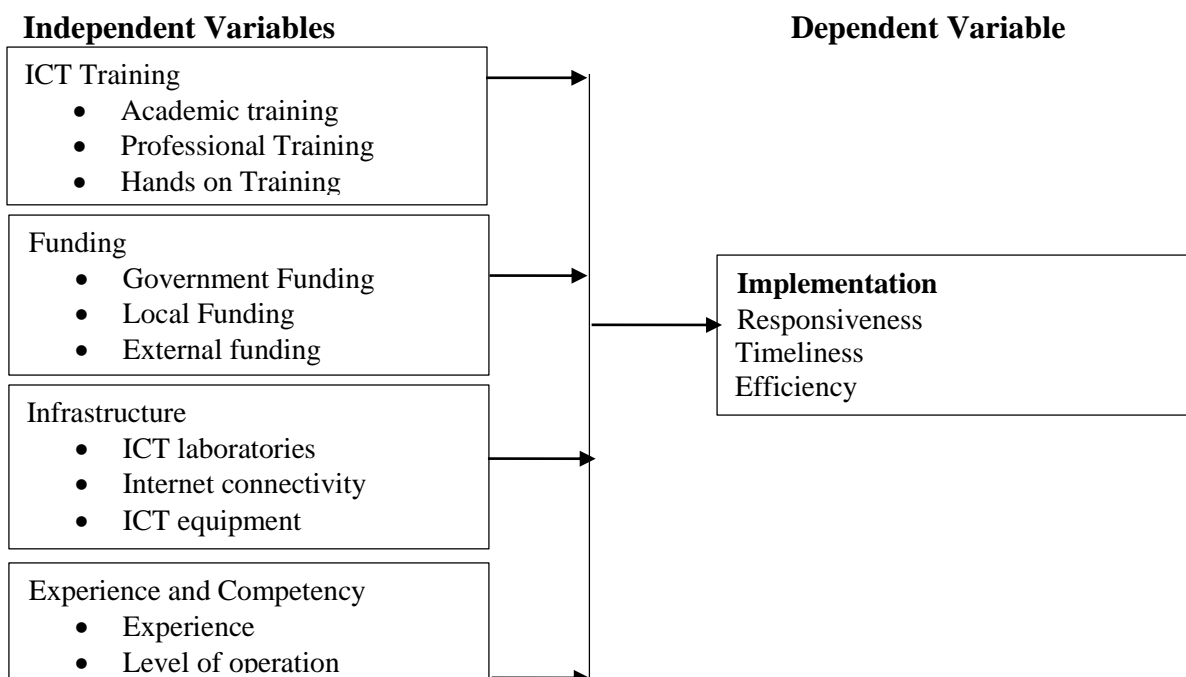 Independent Variables
Dependent Variable
ICT Training
• Academic training
• Professional Training
• Hands on Training
Funding
• Government Funding
• Local Funding
• External funding
Implementation
Responsiveness
Timeliness
Efficiency
Infrastructure
• ICT laboratories
• Internet connectivity
• ICT equipment
Experience and Competency
• Experience
• Level of operation